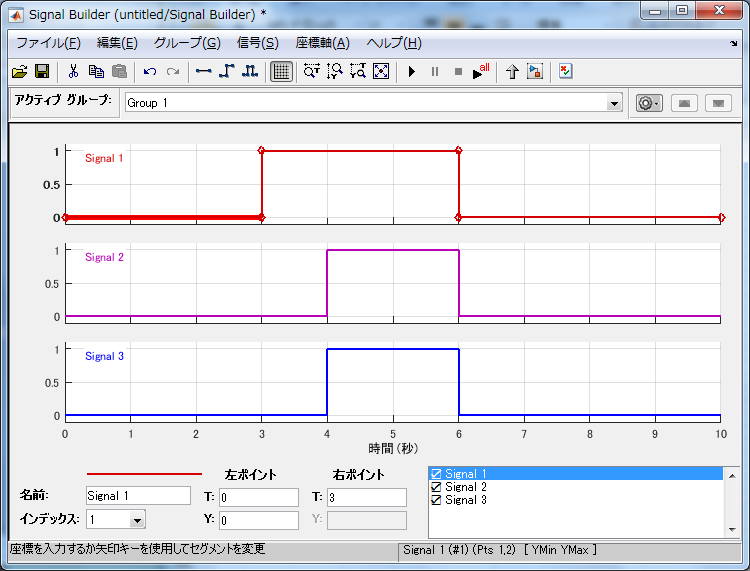 Signal Builder (untitled/Signal Builder) *
ファイル(F) 編集(E) グループ(G) 信号(S) 座標軸(A) ヘルプ(H)
all
アクティブ グループ: Group 1
Signal 1
1
0.5
0
Signal 2
1
0.5
0
Signal 3
1
0.5
0
0 1 2 3 4 5 6 7 8 9 10
時間(秒)
左ポイント 右ポイント
名前: Signal 1 T: 0 T: 3
インデックス: 1 Y: 0 Y:
Signal 1
Signal 2
Signal 3
座標を入力するか矢印キーを使用してセグメントを変更 Signal 1 (#1) (Pts 1,2) [ YMin YMax ]